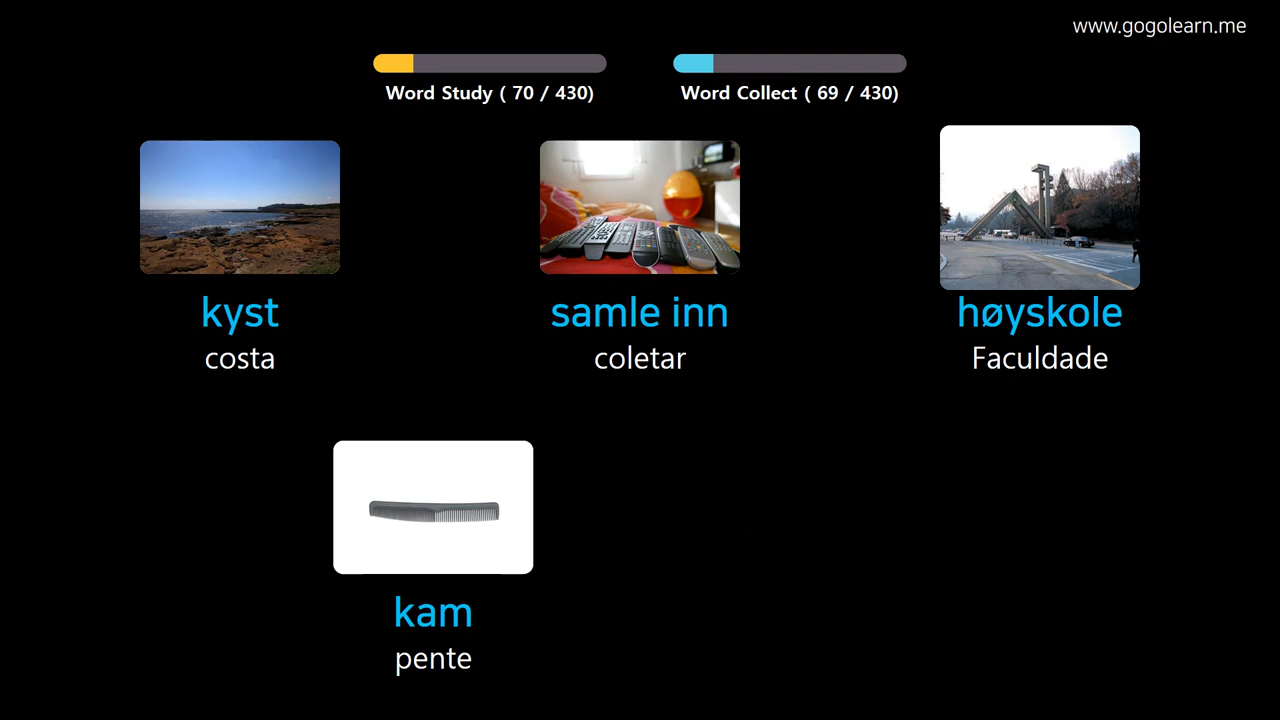 www.gogolearn.me
Word Study ( 70 / 430)
Word Collect ( 69 / 430)
kyst
costa
samle inn
coletar
høyskole
Faculdade
kam
pente